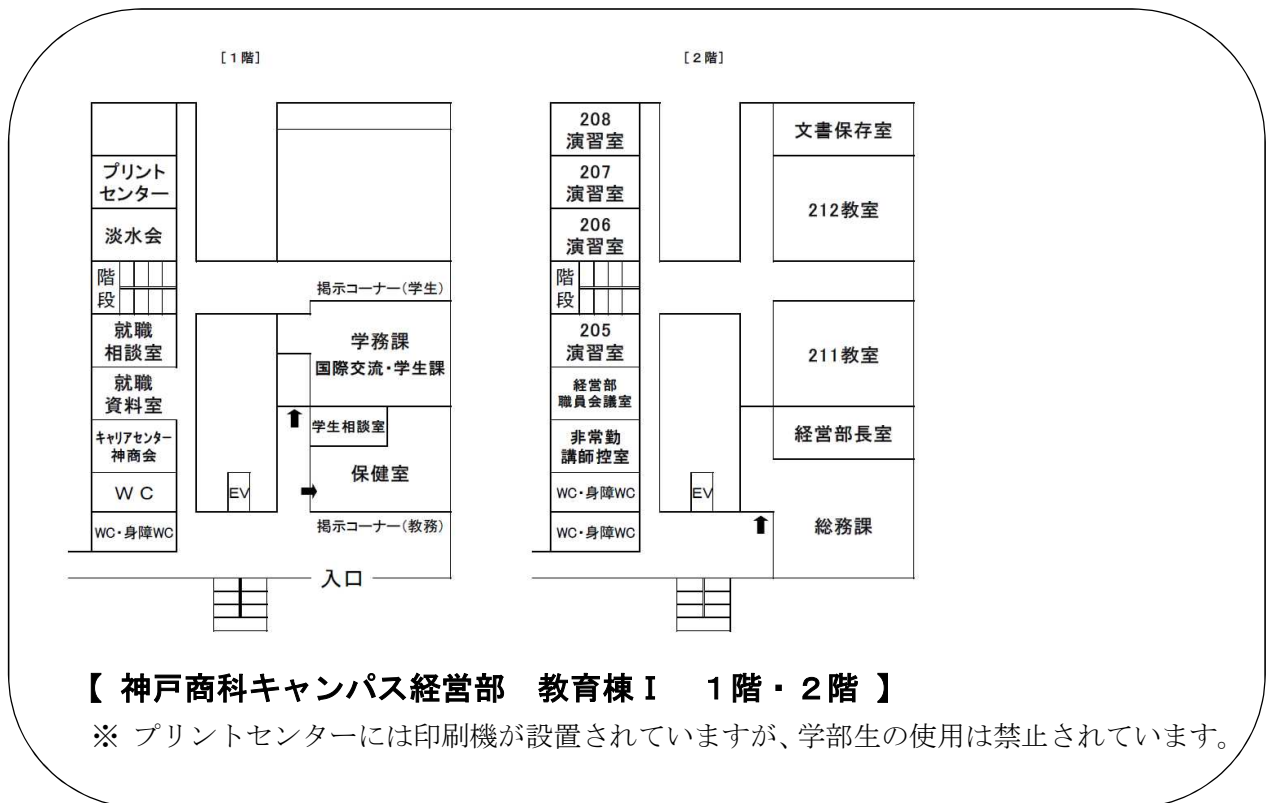 [1階]
プリント
センター
淡水会
階
段
就職
相談室
就職
資料室
キャリアセンター
神商会
WC
WC・身障WC
EV
掲示コーナー(学生)
学務課
国際交流・学生課
学生相談室
保健室
掲示コーナー(教務)
入口
[2階]
208
演習室
207
演習室
206
演習室
階
段
205
演習室
経営部
職員会議室
非常勤
講師控室
WC・身障WC
WC・身障WC
EV
文書保存室
212教室
211教室
経営部長室
総務課
【 神戸商科キャンパス経営部 教育棟Ⅰ 1階・2階 】
※ プリントセンターには印刷機が設置されていますが、学部生の使用は禁止されています。